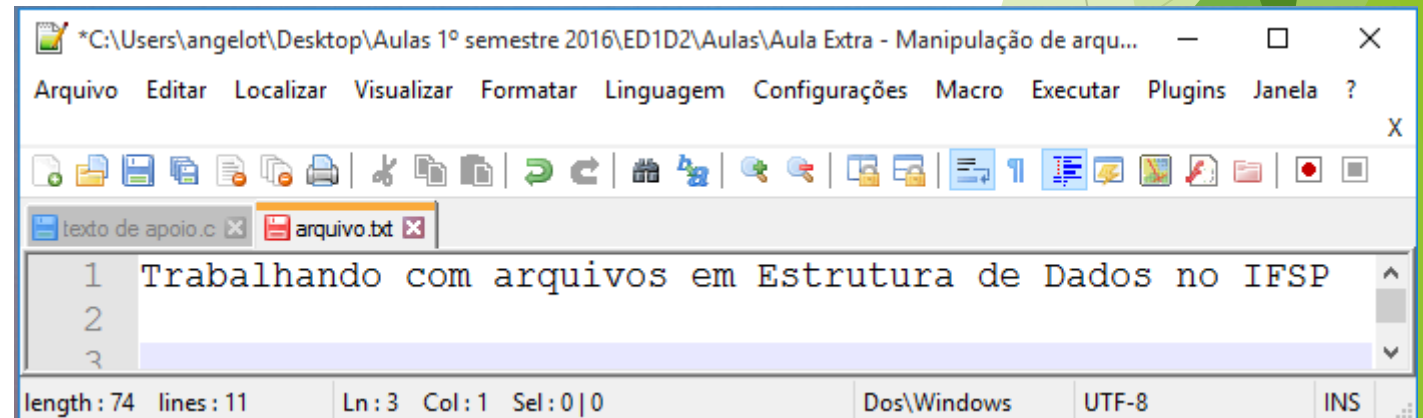 *C:\Users\angelot\Desktop\Aulas 1º semestre 2016\ED1D2\Aulas\Aula Extra - Manipulação de arqu...
Arquivo Editar Localizar Visualizar Formatar Linguagem Configurações Macro Executar Plugins Janela ?
X
texto de apoio.c arquivo.txt
1 Trabalhando com arquivos em Estrutura de Dados no IFSP
2
3
length : 74 lines : 11 Ln : 3 Col : 1 Sel : 0 | 0 Dos\Windows UTF-8 INS